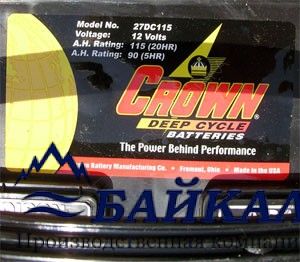 Model No. 27DC115
Voltage: 12 Volts
A.H. Rating: 115 (20HR)
A.H. Rating: 90 (5HR)
CROWN®
DEEP CYCLE
BATTERIES
The Power Behind Performance
Battery Manufacturing Co. • Fremont, Ohio • Made in the USA
БАЙКАЛ
Производственная компани